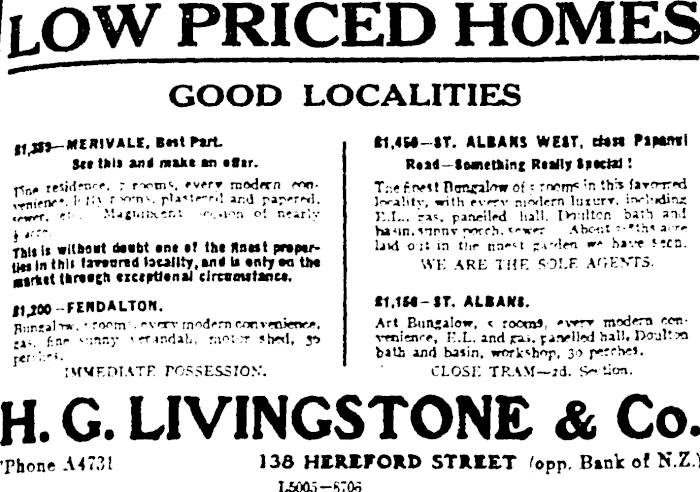 LOW PRICED HOMES
GOOD LOCALITIES
MERIVALE, Best Part.
See this and make an offer.
Fine residence, 7 rooms, every modern con-
venience, lofty rooms, plastered and papered,
sewer, etc. Magnificent section of nearly
acre.
This is without doubt one of the finest proper-
ties in this favoured locality, and is only on the
market through exceptional circumstance.
£1,200—FENDALTON.
Bungalow, rooms, every modern convenience,
gas, fine sunny verandah, motor shed, 30
perches.
IMMEDIATE POSSESSION.
£1,450—ST. ALBANS WEST, close Papanui
Road—Something Really Special!
The finest Bungalow of rooms in this favoured
locality, with every modern luxury, including
E.L., gas, panelled hall, Doulton bath and
basin, sunny porch, sewer. About acre
laid out in the finest garden we have seen.
WE ARE THE SOLE AGENTS.
£1,150—ST. ALBANS.
Art Bungalow, 5 rooms, every modern con-
venience, E.L. and gas, panelled hall, Doulton
bath and basin, workshop, 30 perches.
CLOSE TRAM—2d. Section.
H. G. LIVINGSTONE & Co.
'Phone A4731
138 HEREFORD STREET (opp. Bank of N.Z.)
L5005—8706